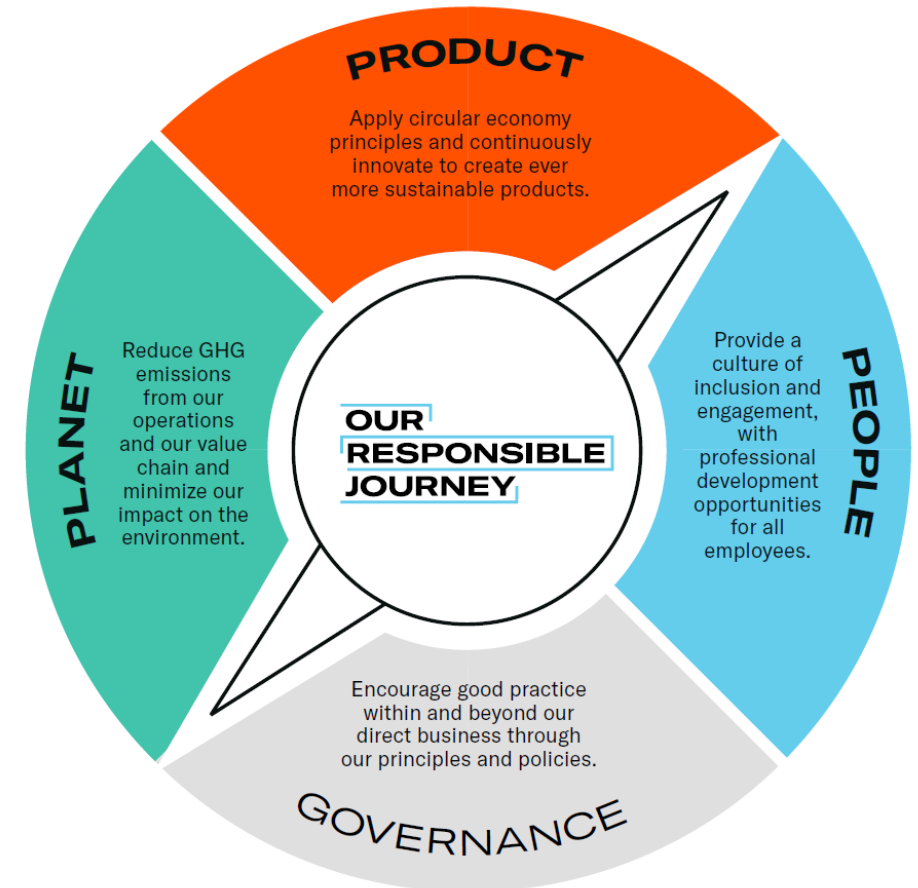 PRODUCT
Apply circular economy
principles and continuously
innovate to create ever
more sustainable products.
PLANET
Reduce GHG
emissions
from our
operations
and our value
chain and
minimize our
impact on the
environment.
OUR
RESPONSIBLE
JOURNEY
Provide a
culture of
inclusion and
engagement,
with
professional
development
opportunities
for all
employees.
PEOPLE
Encourage good practice
within and beyond our
direct business through
our principles and policies.
GOVERNANCE